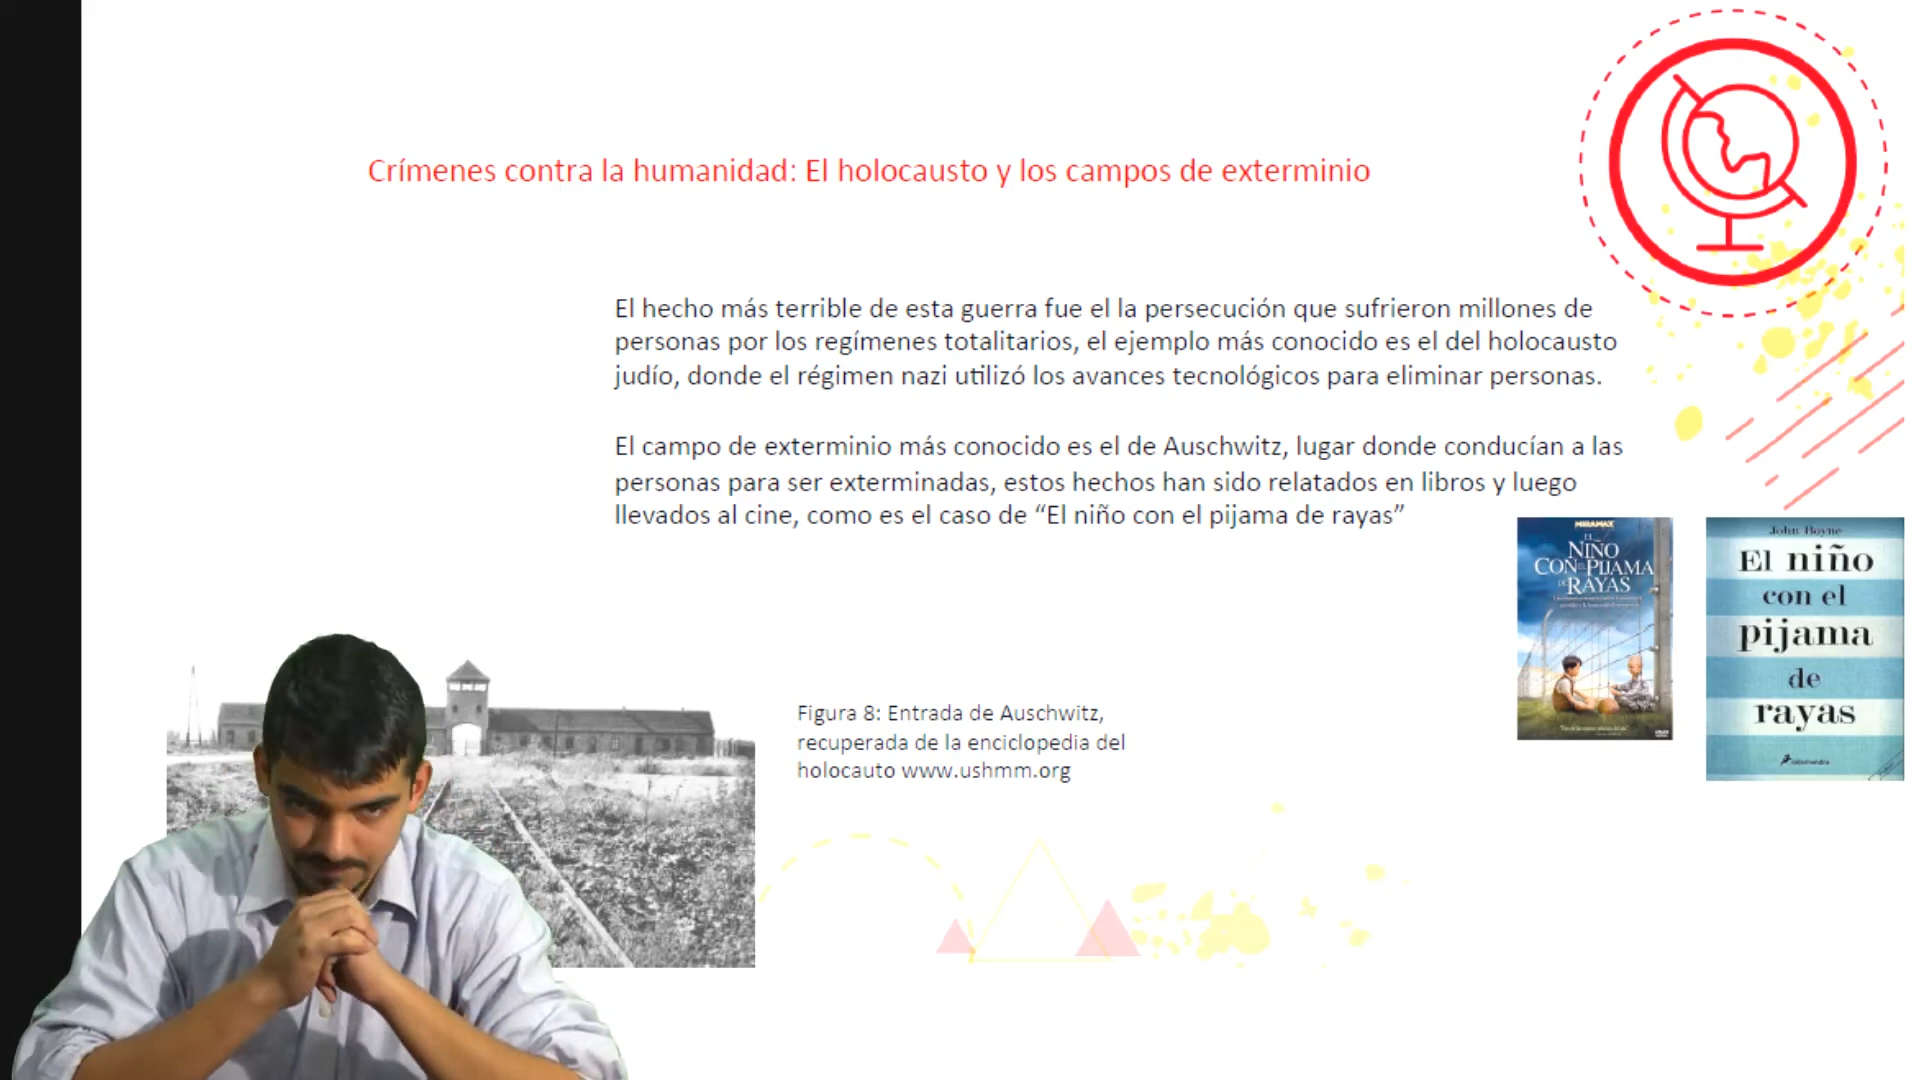 Crímenes contra la humanidad: El holocausto y los campos de exterminio
El hecho más terrible de esta guerra fue el la persecución que sufrieron millones de
personas por los regímenes totalitarios, el ejemplo más conocido es el del holocausto
judío, donde el régimen nazi utilizó los avances tecnológicos para eliminar personas.
El campo de exterminio más conocido es el de Auschwitz, lugar donde conducían a las
personas para ser exterminadas, estos hechos han sido relatados en libros y luego
llevados al cine, como es el caso de “El niño con el pijama de rayas”
MIRAMAX
EL
NIÑO
CON EL PIJAMA
DE RAYAS
John Boyne
El niño
con el
pijama
de
rayas
salamandra
Figura 8: Entrada de Auschwitz,
recuperada de la enciclopedia del
holocauto www.ushmm.org